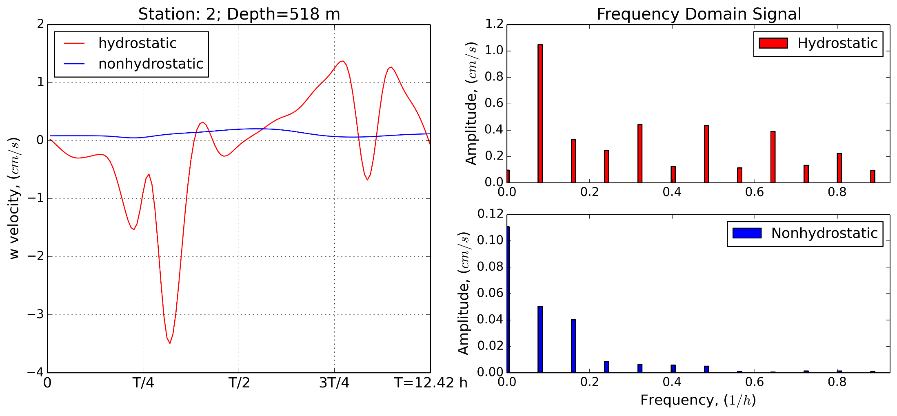 Station: 2; Depth=518 m
w velocity, (cm/s)
2
1
0
−1
−2
−3
−4
hydrostatic
nonhydrostatic
0 T/4 T/2 3T/4 T=12.42 h
Frequency Domain Signal
Amplitude, (cm/s)
1.2
1.0
0.8
0.6
0.4
0.2
0.0
Hydrostatic
0.0 0.2 0.4 0.6 0.8
Amplitude, (cm/s)
0.12
0.10
0.08
0.06
0.04
0.02
0.00
Nonhydrostatic
0.0 0.2 0.4 0.6 0.8
Frequency, (1/h)